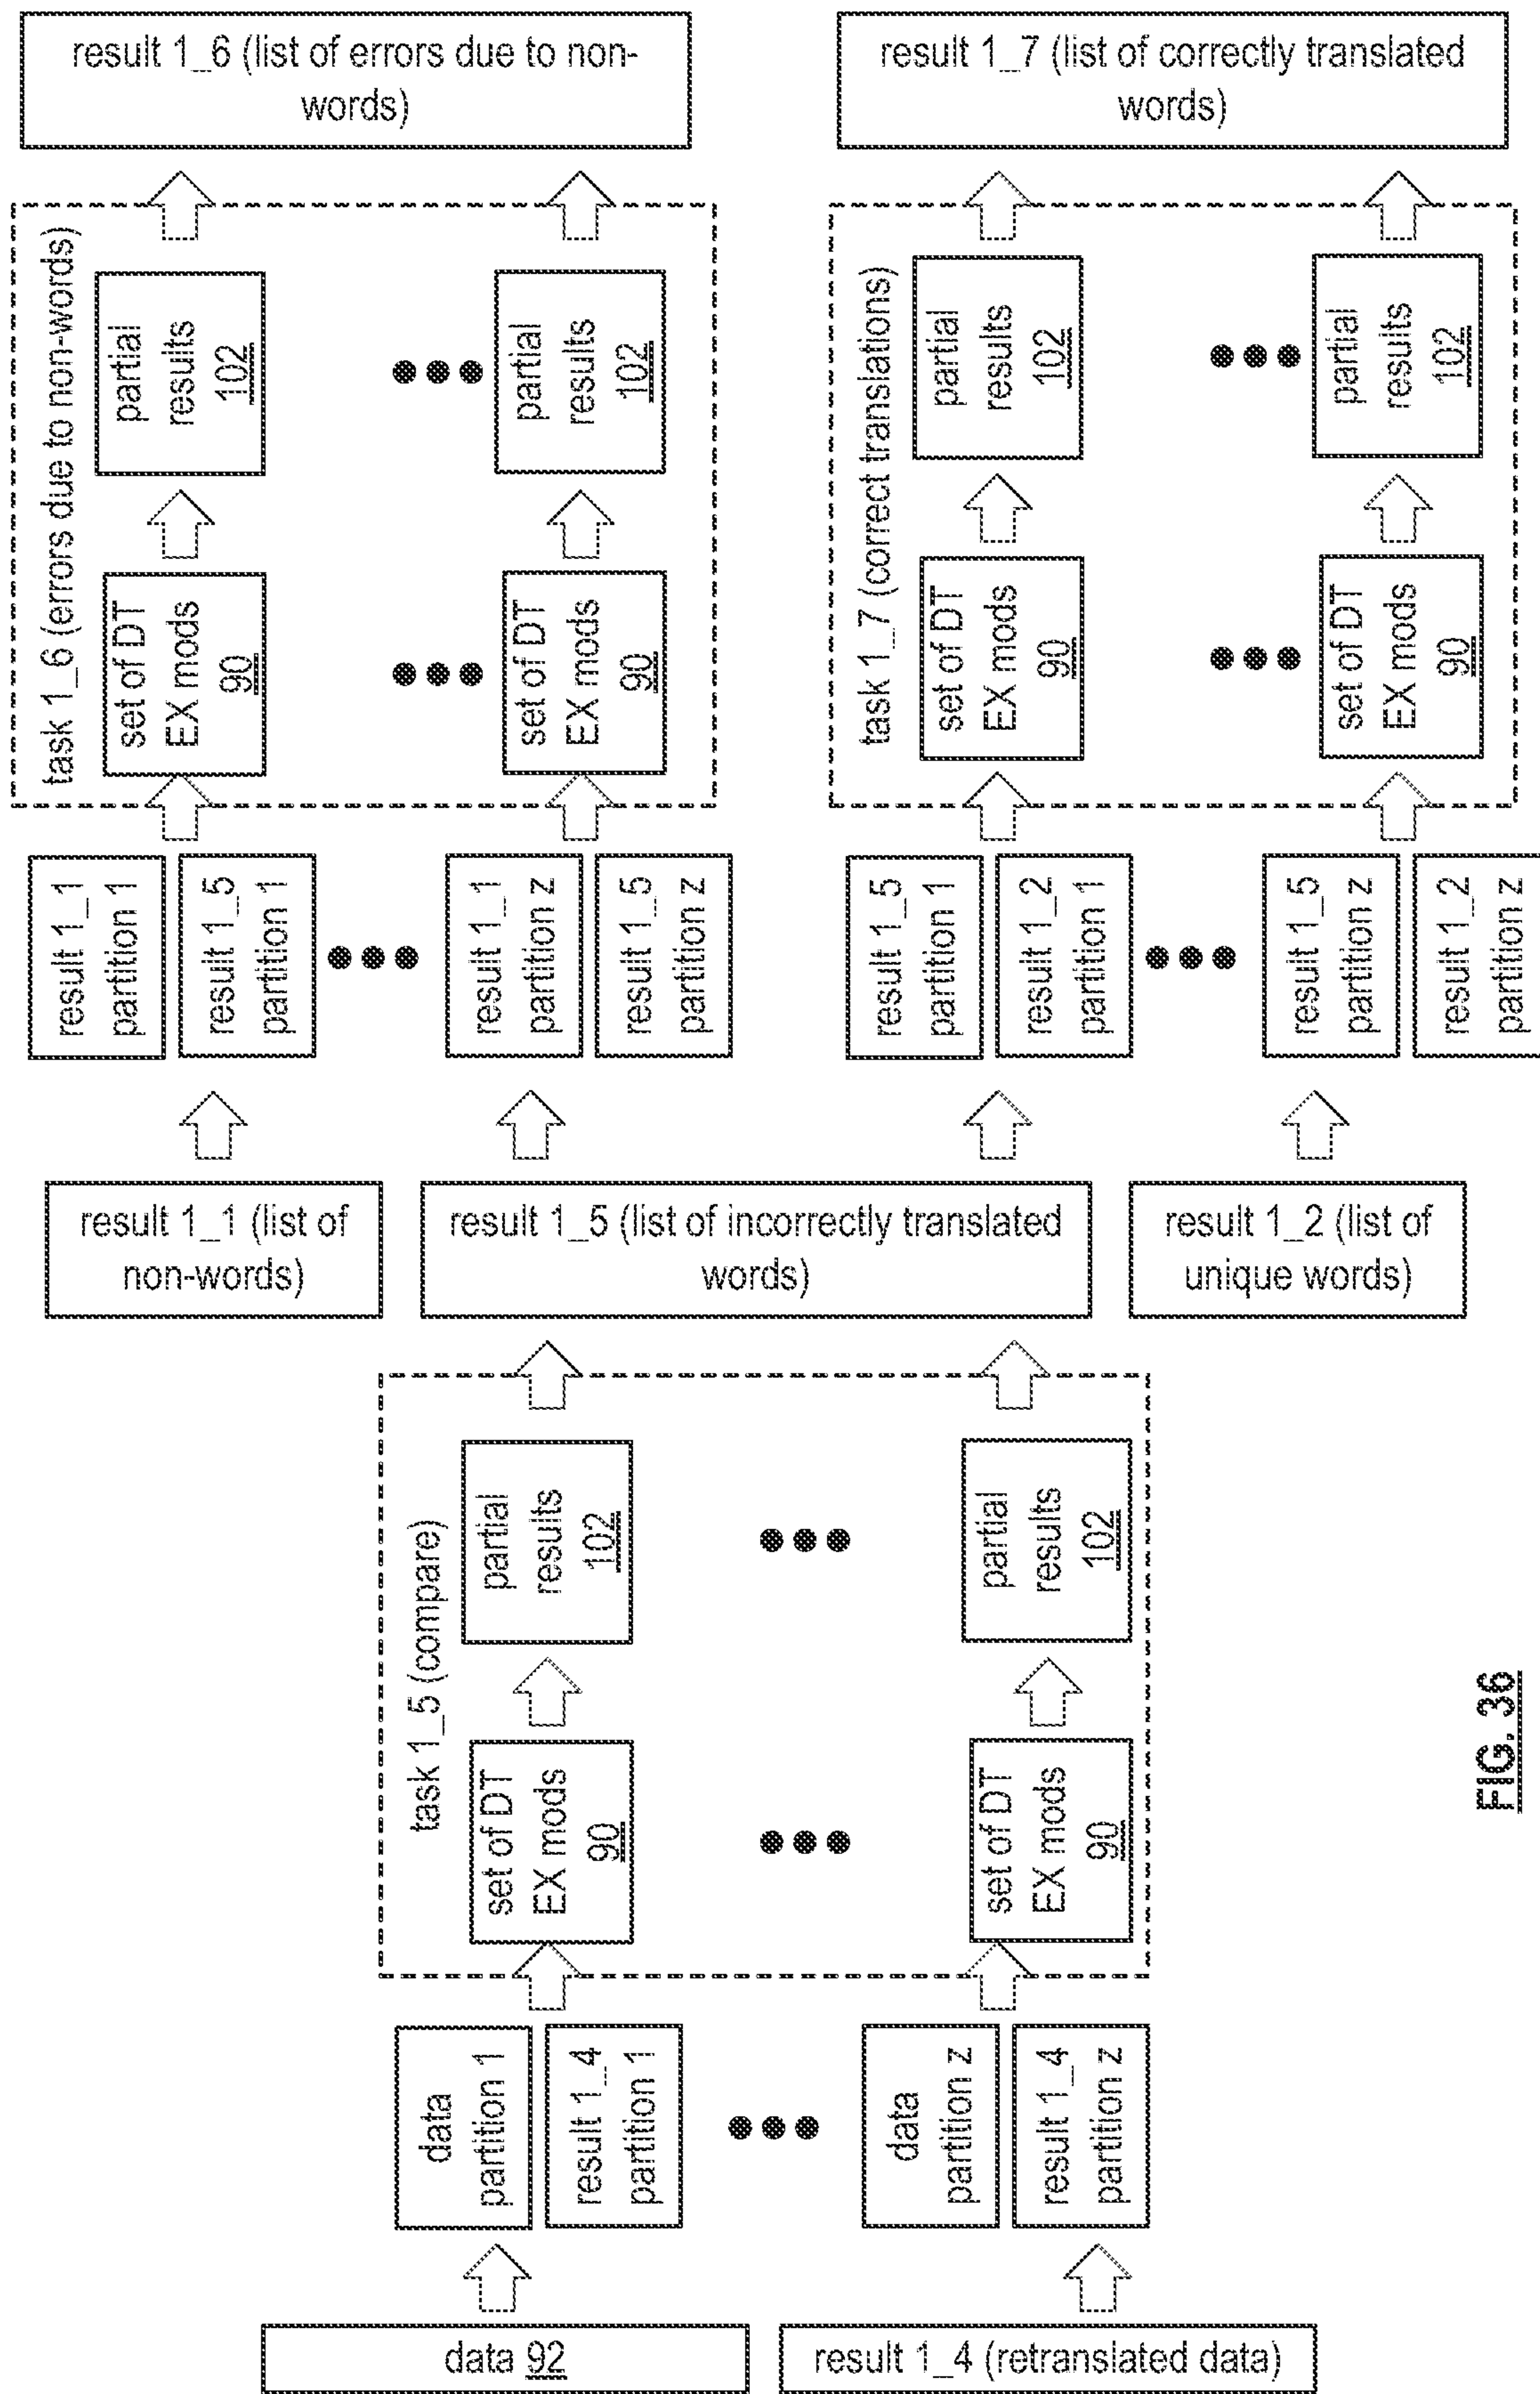 data 92
result 1_4 (retranslated data)
data
partition 1
result 1_4
partition 1
data
partition z
result 1_4
partition z
task 1_5 (compare)
set of DT
EX mods
90
partial
results
102
set of DT
EX mods
90
partial
results
102
result 1_1 (list of
non-words)
result 1_5 (list of incorrectly translated
words)
result 1_2 (list of
unique words)
result 1_1
partition 1
result 1_5
partition 1
result 1_1
partition z
result 1_5
partition z
result 1_5
partition 1
result 1_2
partition 1
result 1_5
partition z
result 1_2
partition z
task 1_6 (errors due to non-words)
set of DT
EX mods
90
partial
results
102
set of DT
EX mods
90
partial
results
102
task 1_7 (correct translations)
set of DT
EX mods
90
partial
results
102
set of DT
EX mods
90
partial
results
102
result 1_6 (list of errors due to non-
words)
result 1_7 (list of correctly translated
words)
FIG. 36